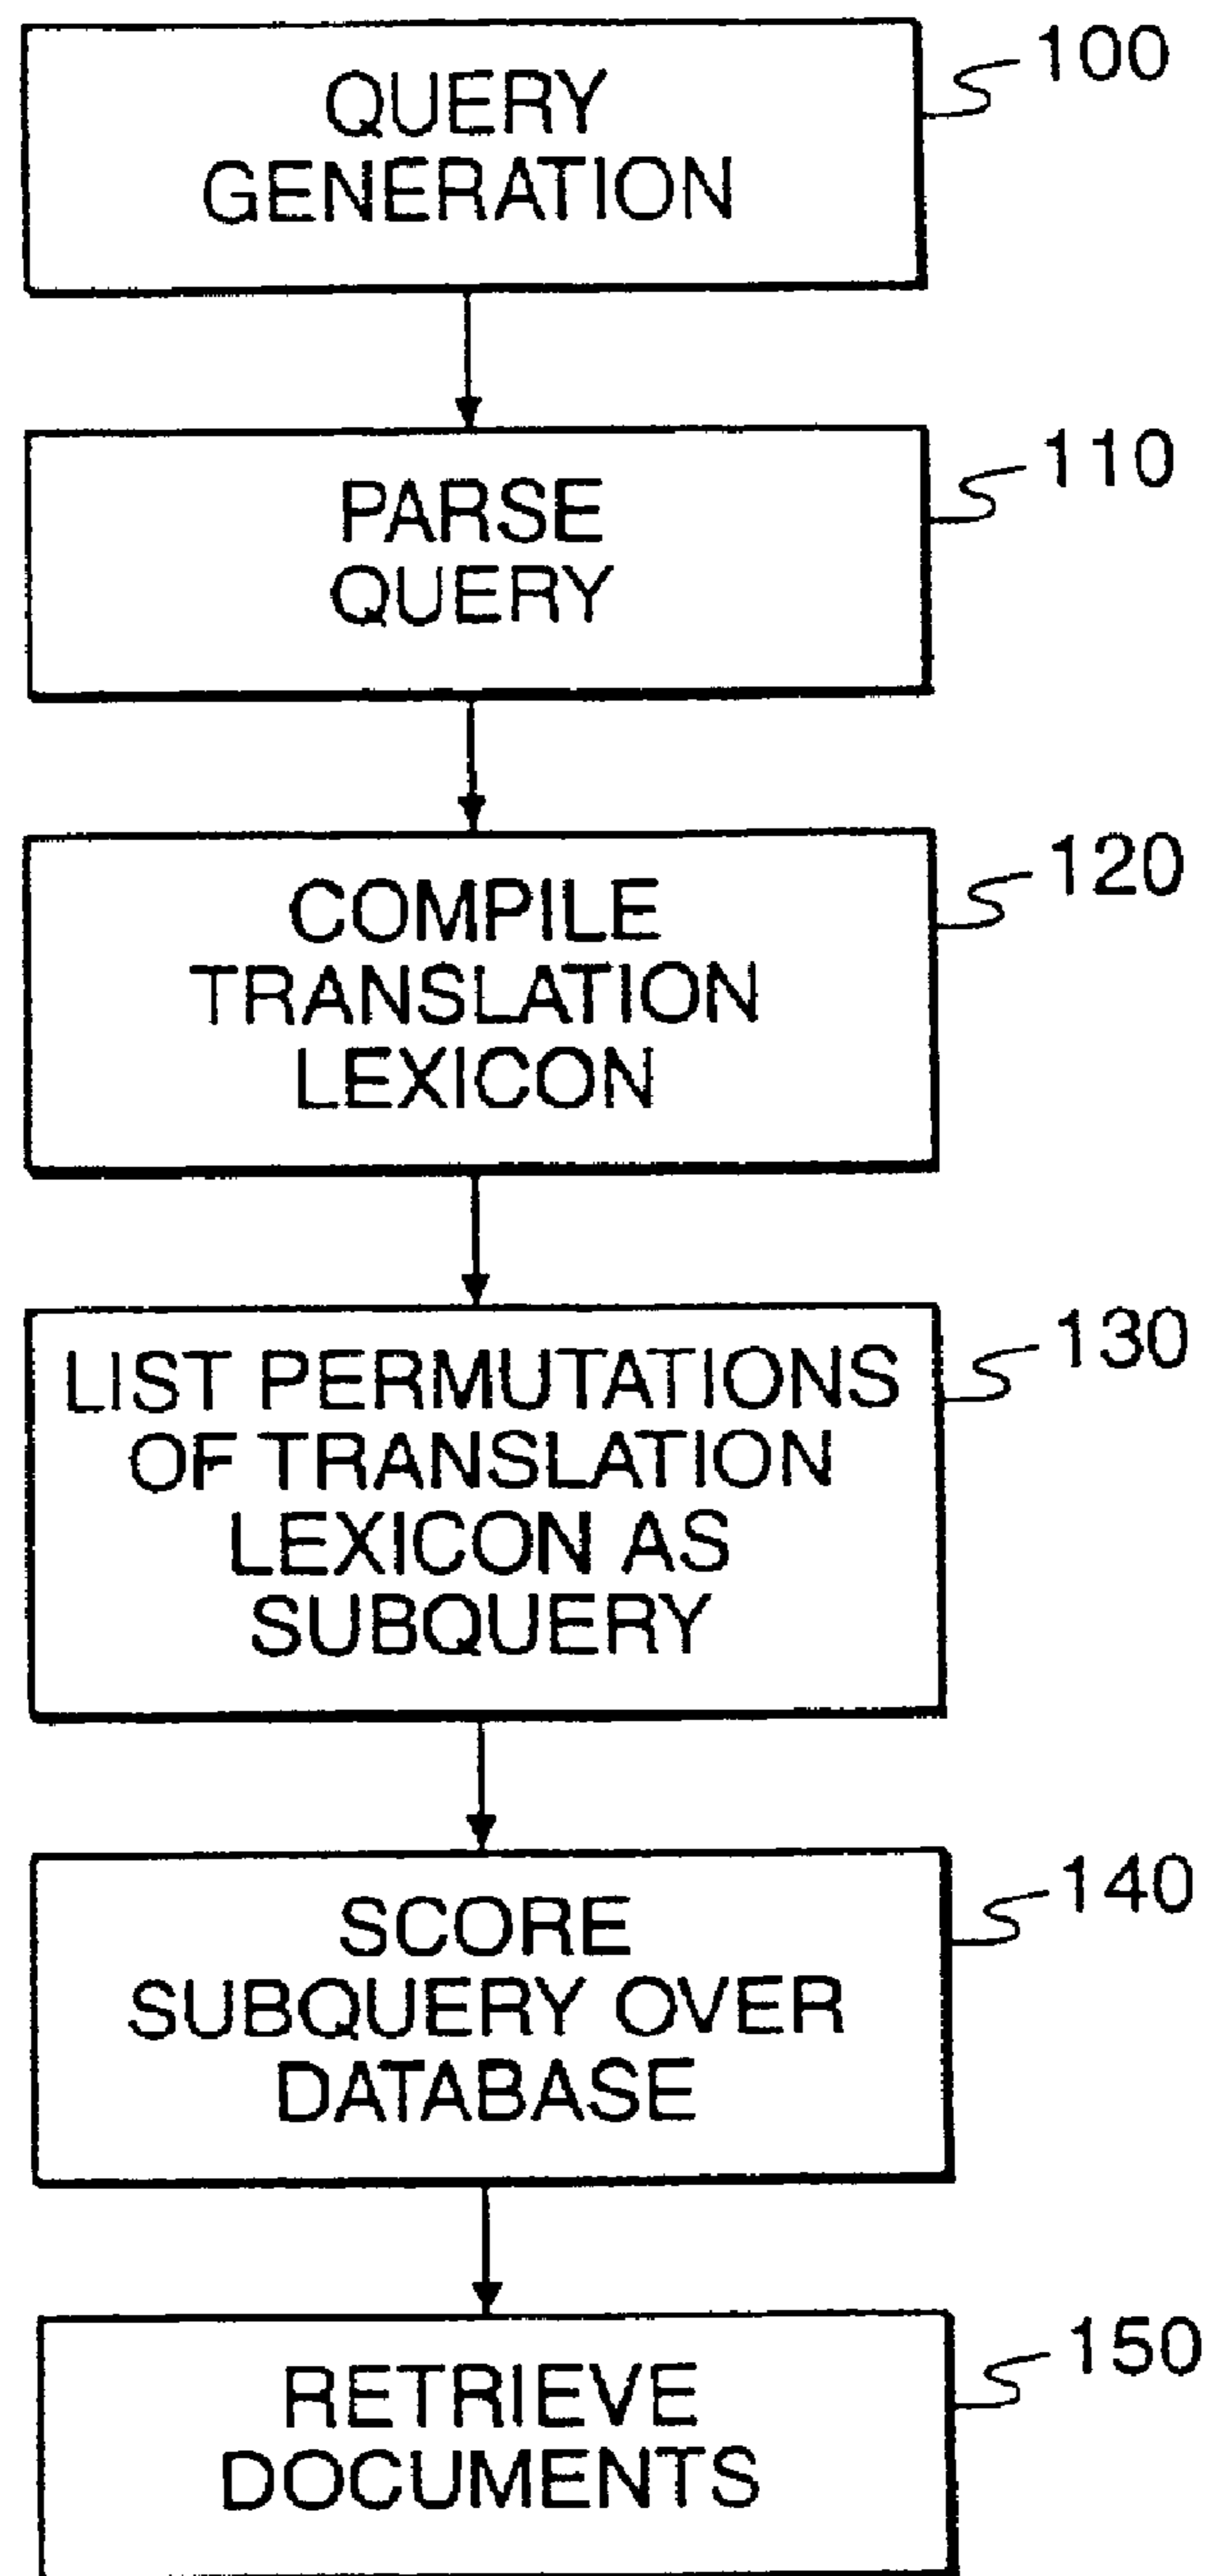 QUERY
GENERATION
100
PARSE
QUERY
110
COMPILE
TRANSLATION
LEXICON
120
LIST PERMUTATIONS
OF TRANSLATION
LEXICON AS
SUBQUERY
130
SCORE
SUBQUERY OVER
DATABASE
140
RETRIEVE
DOCUMENTS
150